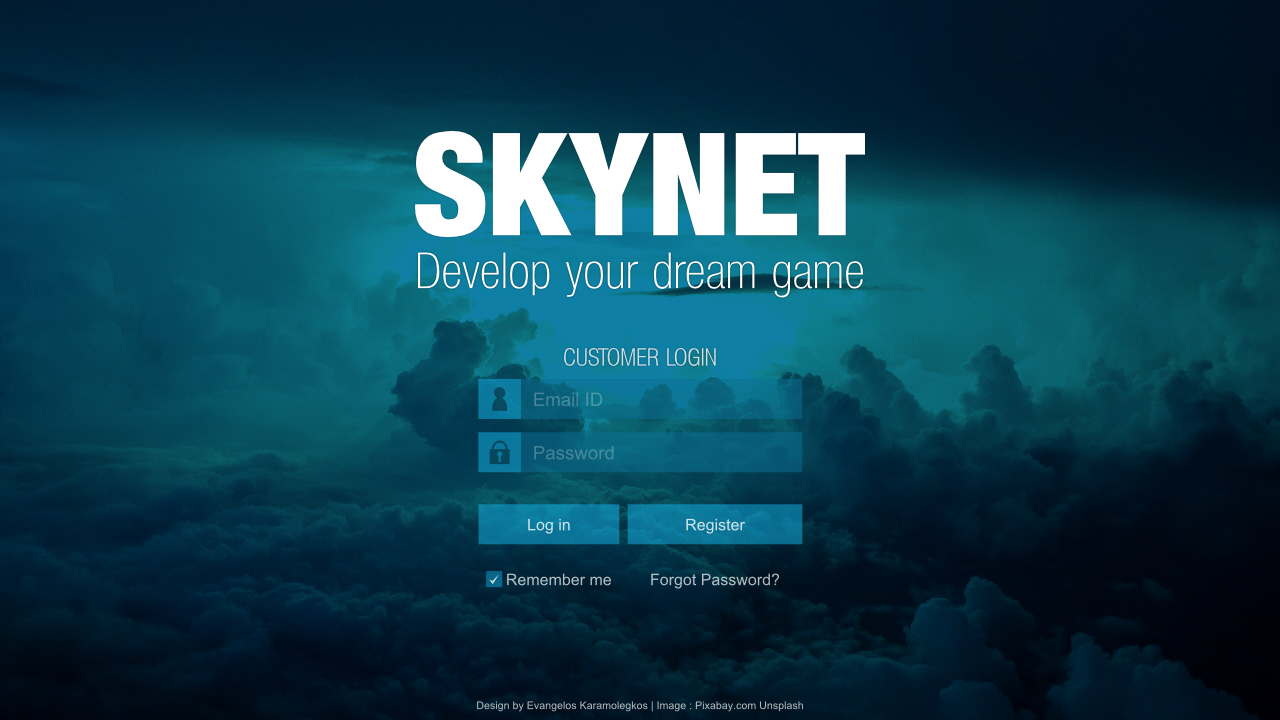 SKYNET
Develop your dream game
CUSTOMER LOGIN
Email ID
Password
Log in Register
Remember me Forgot Password?
Design by Evangelos Karamolegkos | Image : Pixabay.com Unsplash